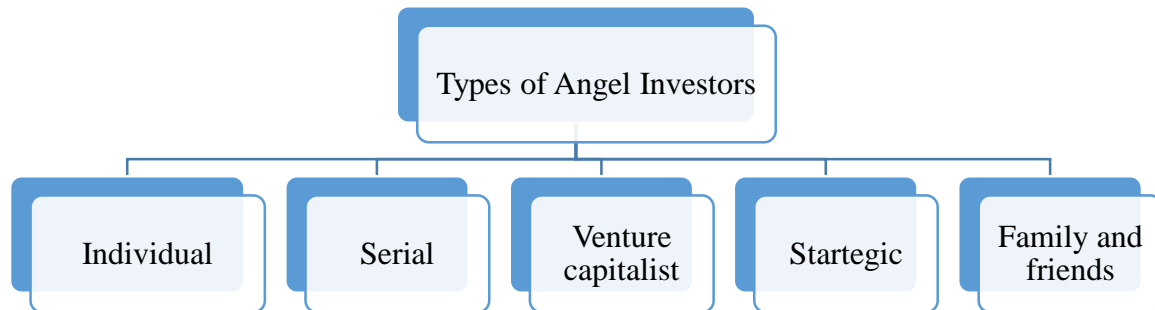 Types of Angel Investors
Individual
Serial
Venture
capitalist
Startegic
Family and
friends